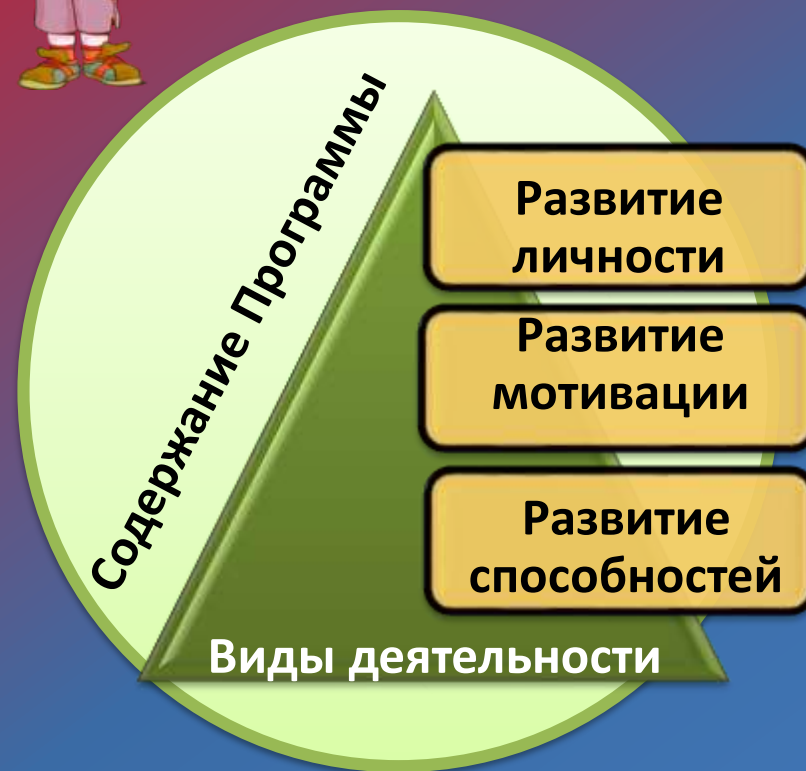 Содержание Программы
Развитие
личности
Развитие
мотивации
Развитие
способностей
Виды деятельности